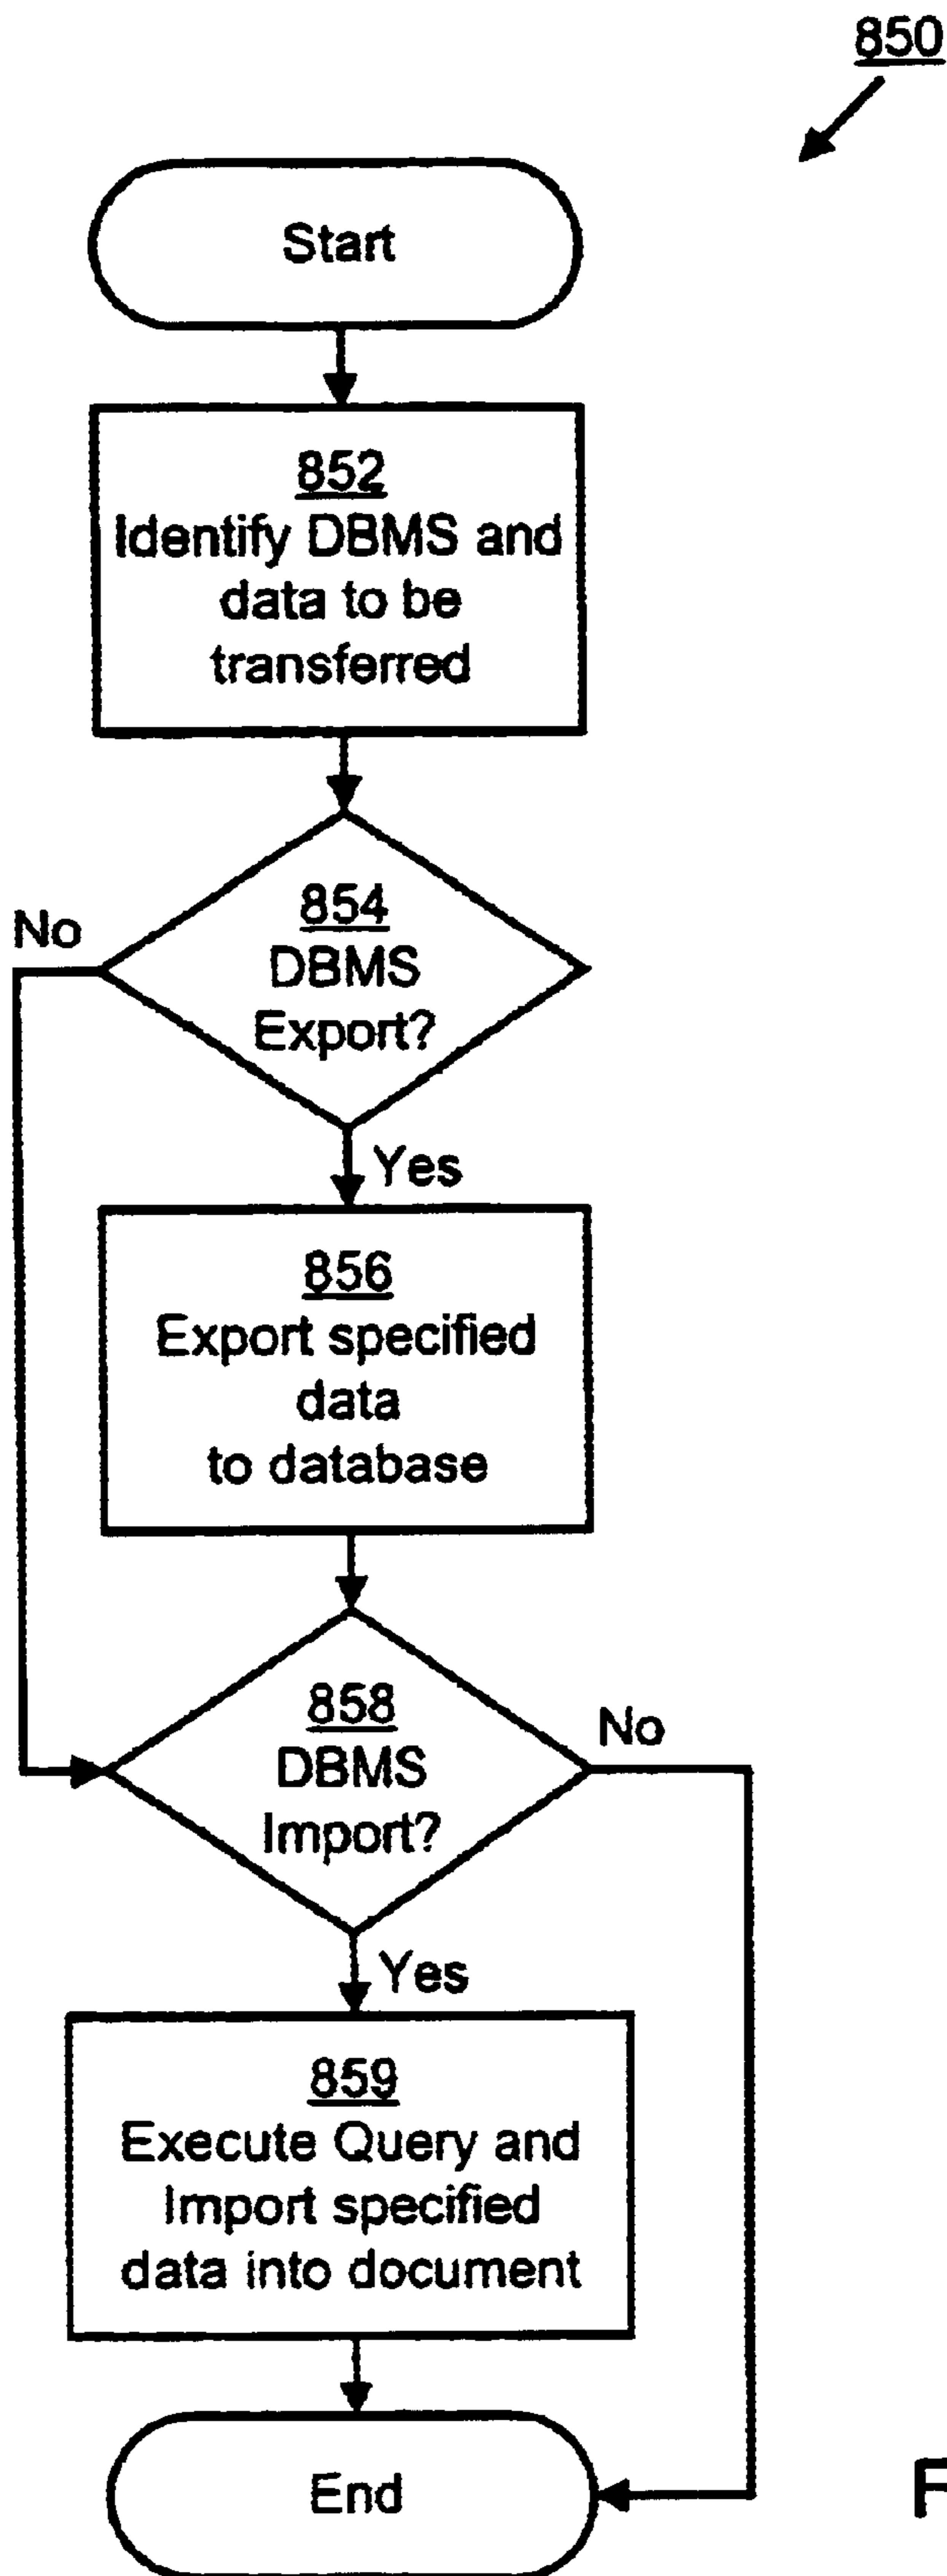 850
Start
852
Identify DBMS and
data to be
transferred
854
DBMS
Export?
No
Yes
856
Export specified
data
to database
858
DBMS
Import?
No
Yes
859
Execute Query and
Import specified
data into document
End
F